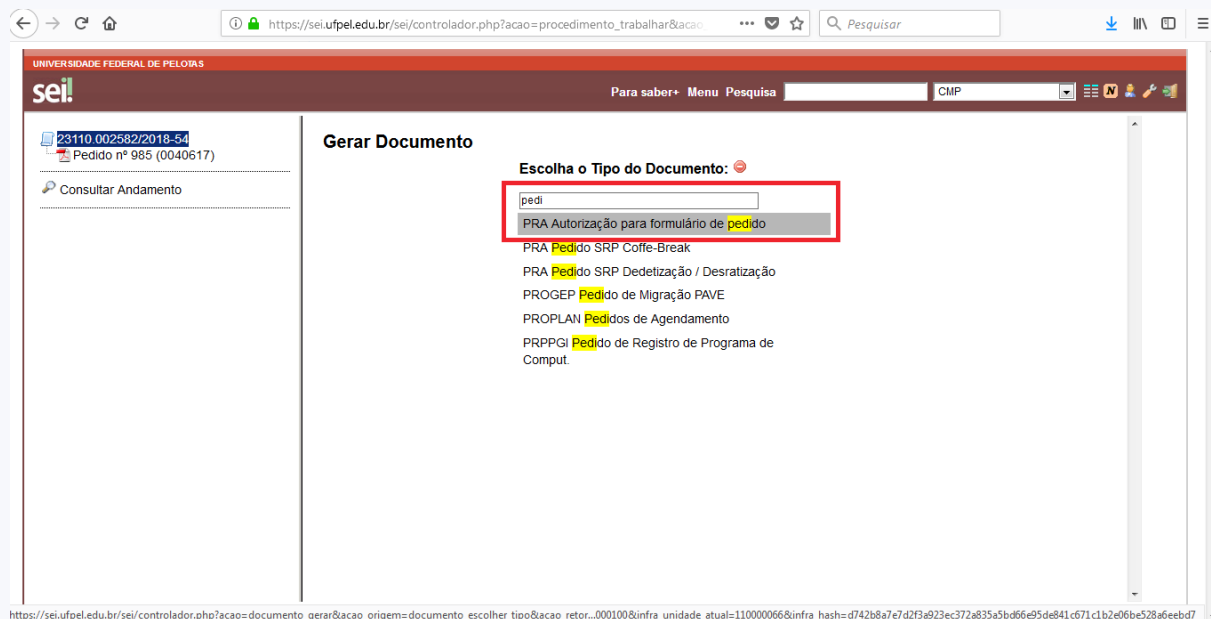 https://sei.ufpel.edu.br/sei/controlador.php?acao=procedimento_trabalhar&acao_
Pesquisar
UNIVERSIDADE FEDERAL DE PELOTAS
sei!
Para saber+ Menu Pesquisa
CMP
N
23110.002582/2018-54
Pedido nº 985 (0040617)
Consultar Andamento
Gerar Documento
Escolha o Tipo do Documento:
pedi
PRA Autorização para formulário de pedido
PRA Pedido SRP Coffe-Break
PRA Pedido SRP Dedetização / Desratização
PROGEP Pedido de Migração PAVE
PROPLAN Pedidos de Agendamento
PRPPGI Pedido de Registro de Programa de
Comput.
https://sei.ufpel.edu.br/sei/controlador.php?acao=documento_gerar&acao_origem=documento_escolher_tipo&acao_retor...000100&infra_unidade_atual=110000066&infra_hash=d742b8a7e7d2f3a923ec372a835a5bd66e95de841c671c1b2e06be528a6eebd7